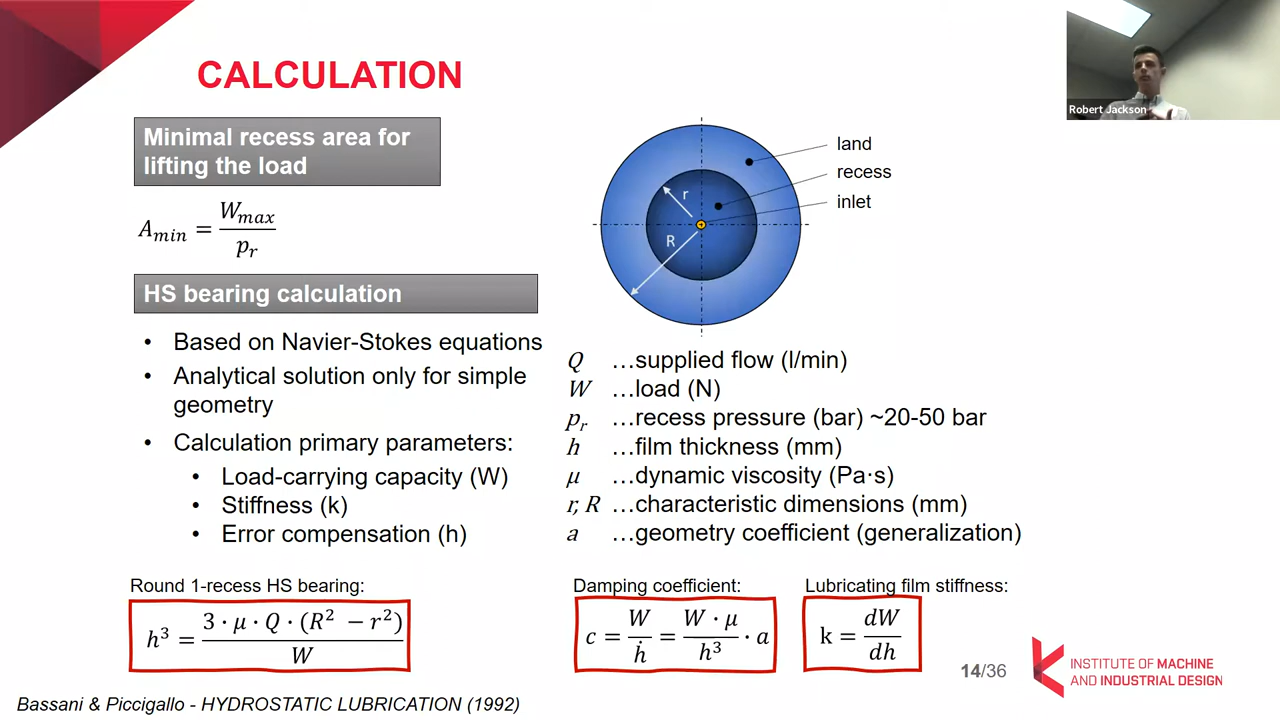 CALCULATION
Robert Jackson
Minimal recess area for
lifting the load
A_min = W_max / p_r
HS bearing calculation
• Based on Navier-Stokes equations
• Analytical solution only for simple
geometry
• Calculation primary parameters:
• Load-carrying capacity (W)
• Stiffness (k)
• Error compensation (h)
land
recess
inlet
r
R
Q …supplied flow (l/min)
W …load (N)
p_r …recess pressure (bar) ~20-50 bar
h …film thickness (mm)
μ …dynamic viscosity (Pa·s)
r, R …characteristic dimensions (mm)
a …geometry coefficient (generalization)
Round 1-recess HS bearing:
h³ = 3 · μ · Q · (R² − r²) / W
Damping coefficient:
c = W / ḣ = W · μ / h³ · a
Lubricating film stiffness:
k = dW / dh
14/36
INSTITUTE OF MACHINE
AND INDUSTRIAL DESIGN
Bassani & Piccigallo - HYDROSTATIC LUBRICATION (1992)